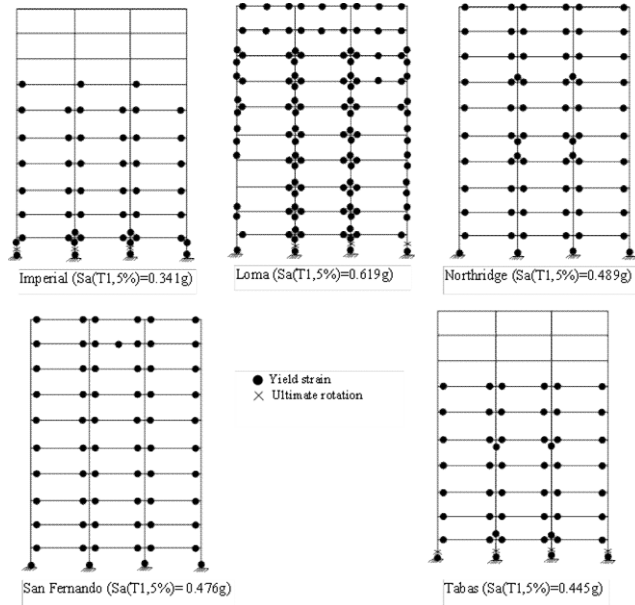 Imperial (Sa(T1,5%)=0.341g)
Loma (Sa(T1,5%)=0.619g)
Northridge (Sa(T1,5%)=0.489g)
Yield strain
Ultimate rotation
San Fernando (Sa(T1,5%)= 0.476g)
Tabas (Sa(T1,5%)=0.445g)